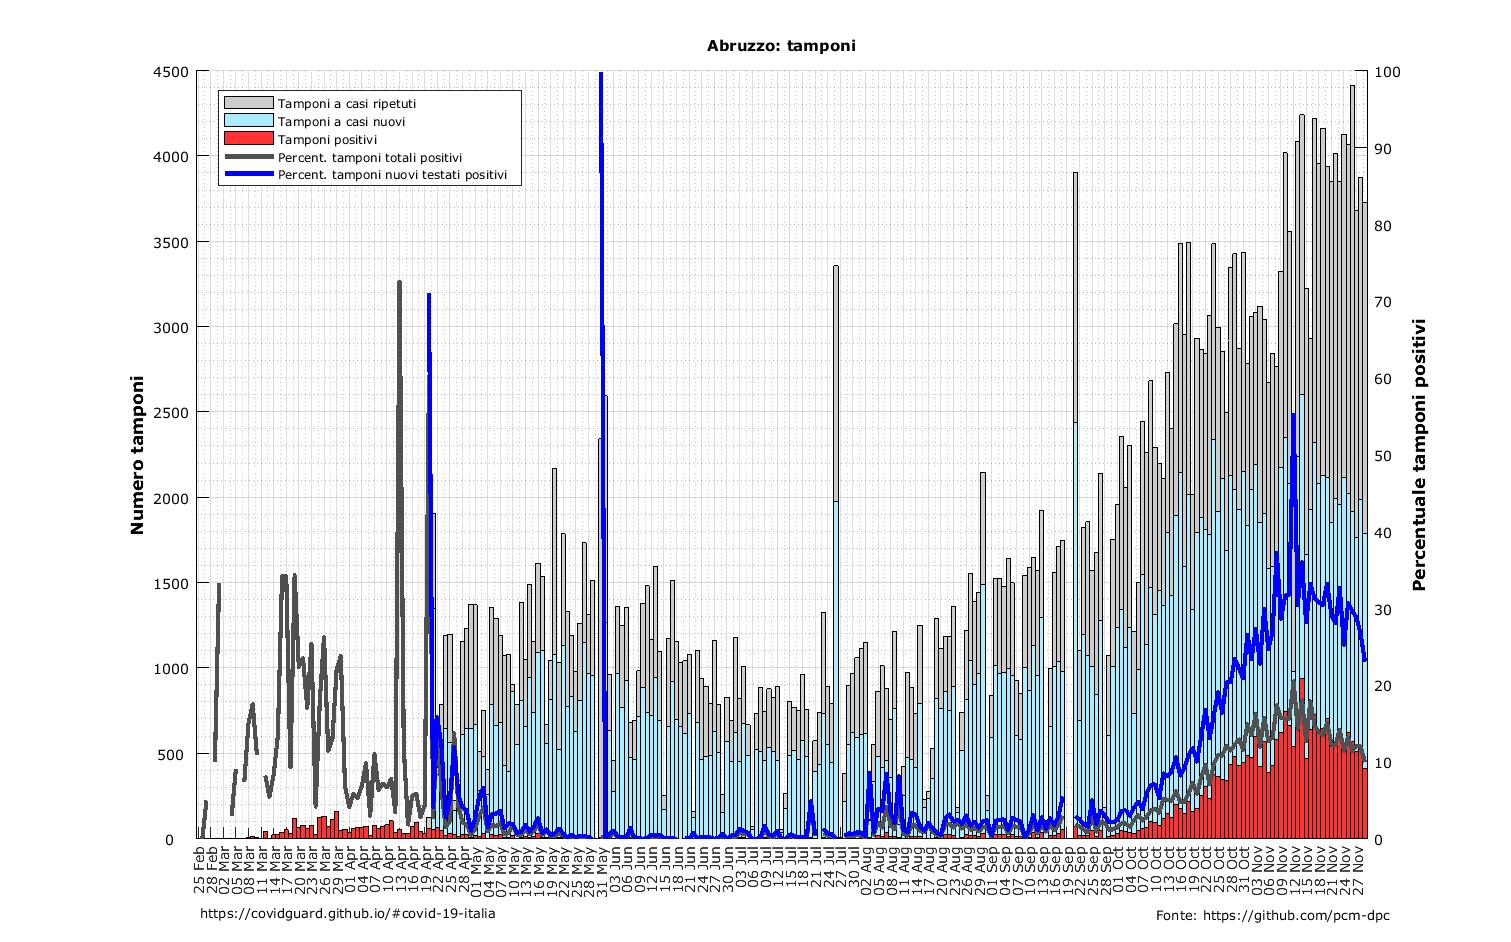 Abruzzo: tamponi
Tamponi a casi ripetuti
Tamponi a casi nuovi
Tamponi positivi
Percent. tamponi totali positivi
Percent. tamponi nuovi testati positivi
Numero tamponi
4500
4000
3500
3000
2500
2000
1500
1000
500
0
100
90
80
70
60
50
40
30
20
10
0
Percentuale tamponi positivi
25 Feb
28 Feb
02 Mar
05 Mar
08 Mar
11 Mar
14 Mar
17 Mar
20 Mar
23 Mar
26 Mar
29 Mar
01 Apr
04 Apr
07 Apr
10 Apr
13 Apr
16 Apr
19 Apr
22 Apr
25 Apr
28 Apr
01 May
04 May
07 May
10 May
13 May
16 May
19 May
22 May
25 May
28 May
31 May
03 Jun
06 Jun
09 Jun
12 Jun
15 Jun
18 Jun
21 Jun
24 Jun
27 Jun
30 Jun
03 Jul
06 Jul
09 Jul
12 Jul
15 Jul
18 Jul
21 Jul
24 Jul
27 Jul
30 Jul
02 Aug
05 Aug
08 Aug
11 Aug
14 Aug
17 Aug
20 Aug
23 Aug
26 Aug
29 Aug
01 Sep
04 Sep
07 Sep
10 Sep
13 Sep
16 Sep
19 Sep
22 Sep
25 Sep
28 Sep
01 Oct
04 Oct
07 Oct
10 Oct
13 Oct
16 Oct
19 Oct
22 Oct
25 Oct
28 Oct
31 Oct
03 Nov
06 Nov
09 Nov
12 Nov
15 Nov
18 Nov
21 Nov
24 Nov
27 Nov
https://covidguard.github.io/#covid-19-italia
Fonte: https://github.com/pcm-dpc